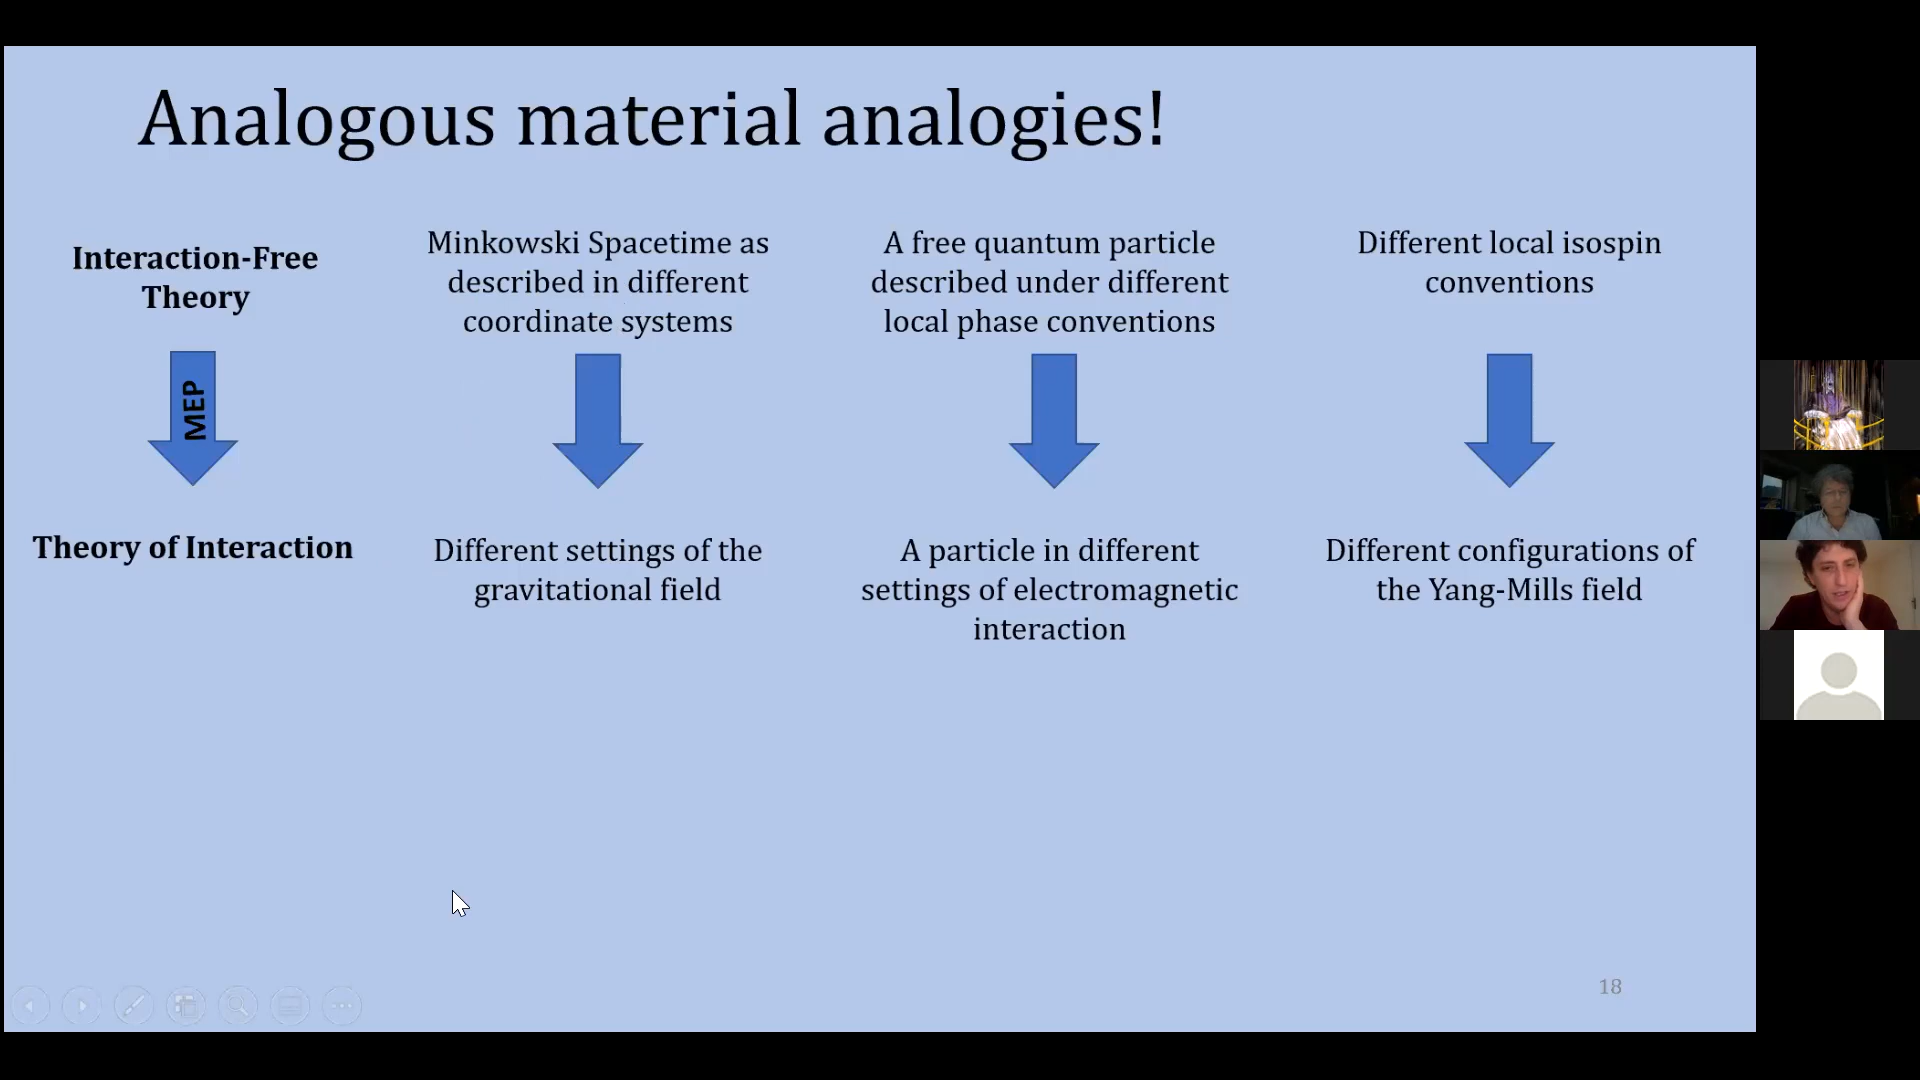 Analogous material analogies!
Interaction-Free
Theory
MEP
Theory of Interaction
Minkowski Spacetime as
described in different
coordinate systems
Different settings of the
gravitational field
A free quantum particle
described under different
local phase conventions
A particle in different
settings of electromagnetic
interaction
Different local isospin
conventions
Different configurations of
the Yang-Mills field
18